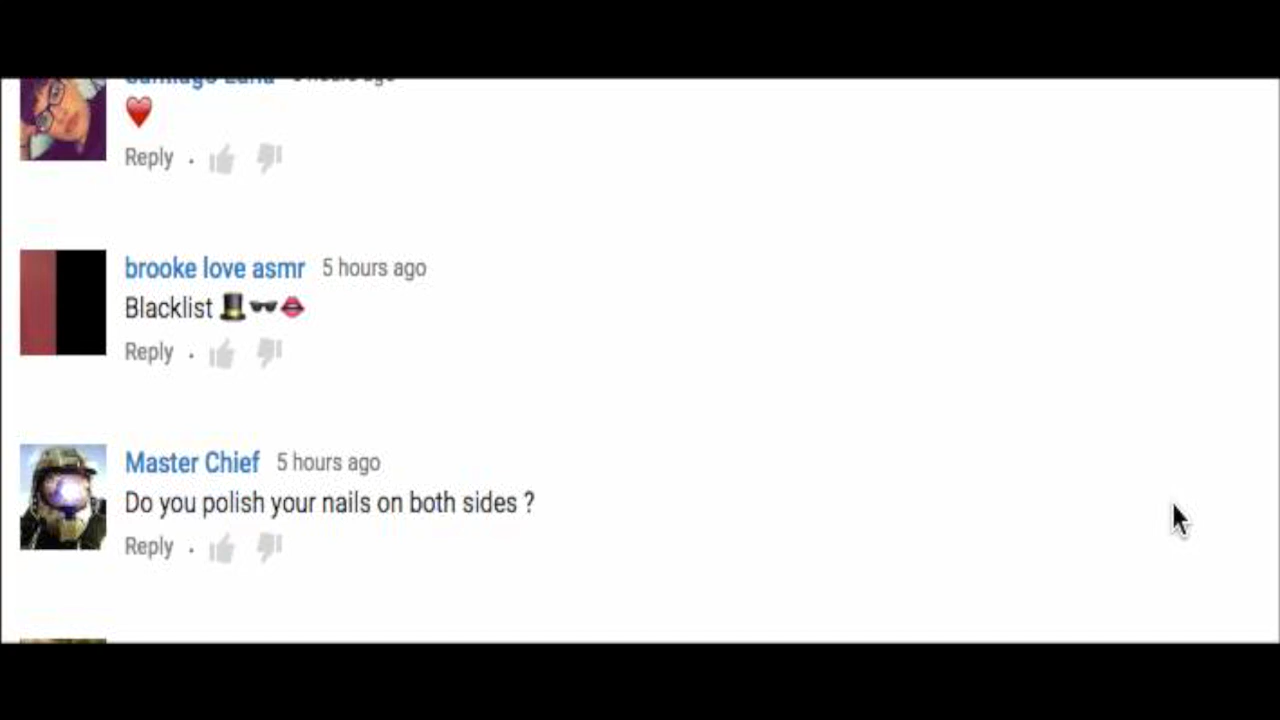 ❤️
Reply .
brooke love asmr 5 hours ago
Blacklist 🎩🕶️👄
Reply .
Master Chief 5 hours ago
Do you polish your nails on both sides ?
Reply .